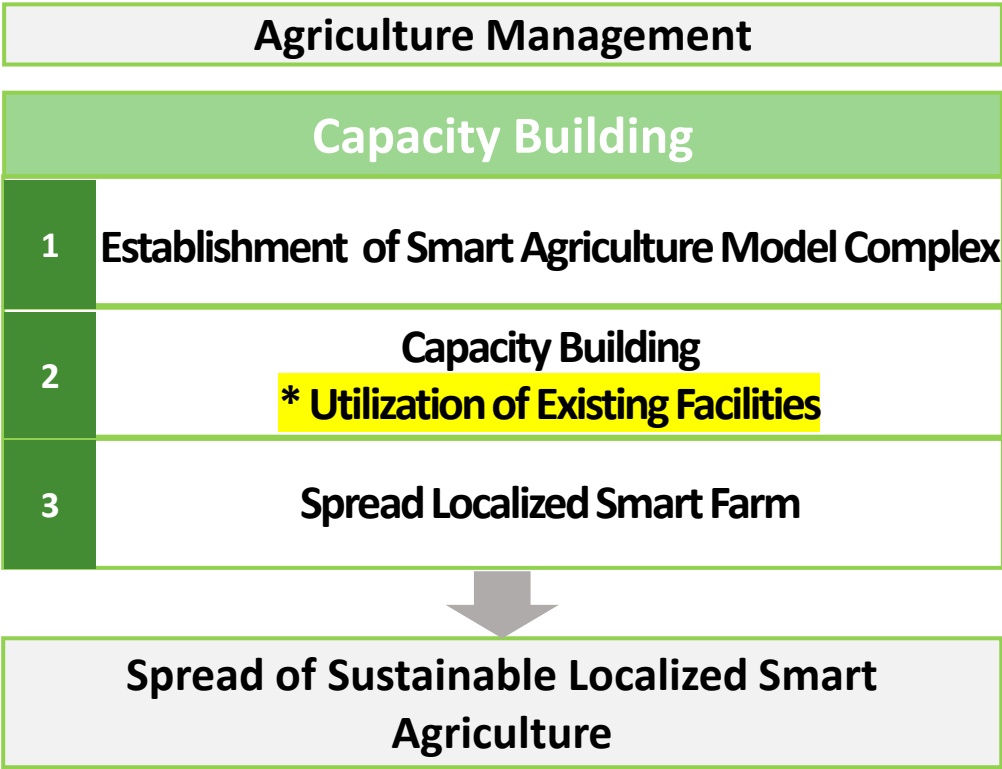 Agriculture Management
Capacity Building
1 Establishment of Smart Agriculture Model Complex
2 Capacity Building
* Utilization of Existing Facilities
3 Spread Localized Smart Farm
Spread of Sustainable Localized Smart
Agriculture